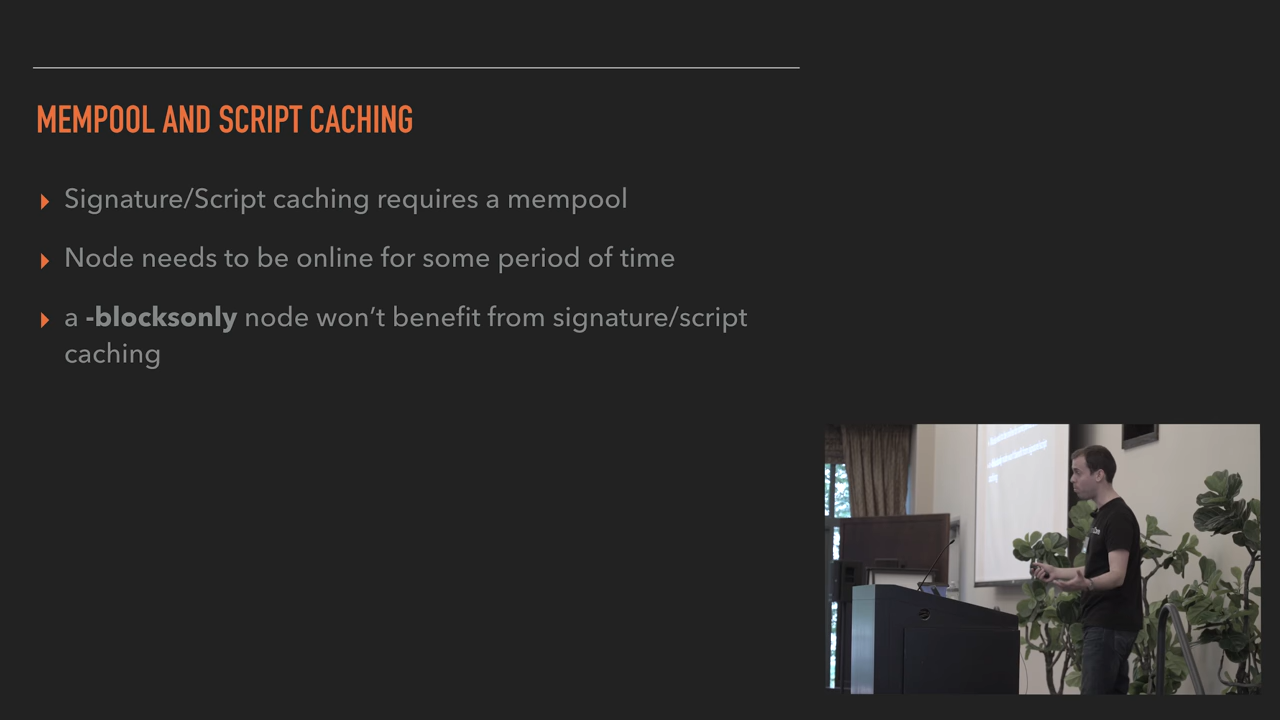 MEMPOOL AND SCRIPT CACHING
Signature/Script caching requires a mempool
Node needs to be online for some period of time
a -blocksonly node won’t benefit from signature/script
caching